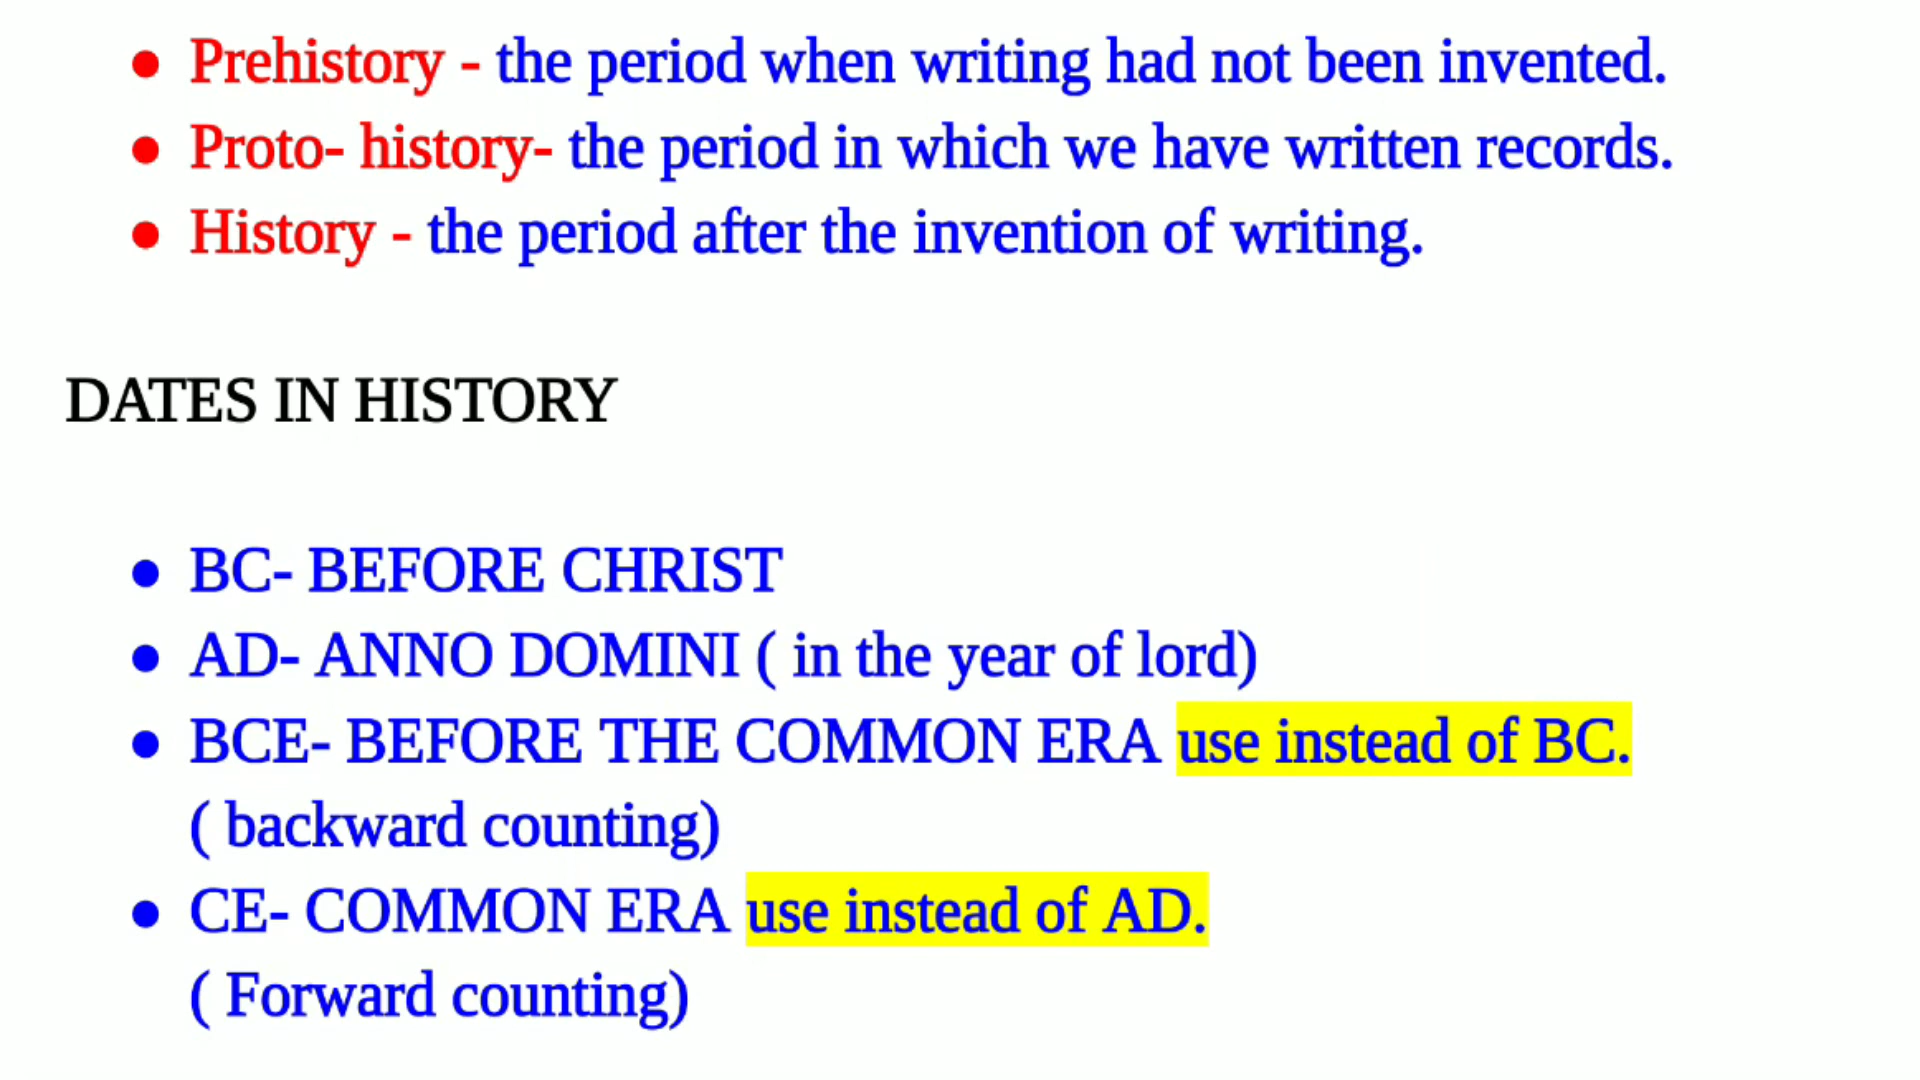 ● Prehistory - the period when writing had not been invented.
● Proto- history- the period in which we have written records.
● History - the period after the invention of writing.
DATES IN HISTORY
● BC- BEFORE CHRIST
● AD- ANNO DOMINI ( in the year of lord)
● BCE- BEFORE THE COMMON ERA use instead of BC.
( backward counting)
● CE- COMMON ERA use instead of AD.
( Forward counting)